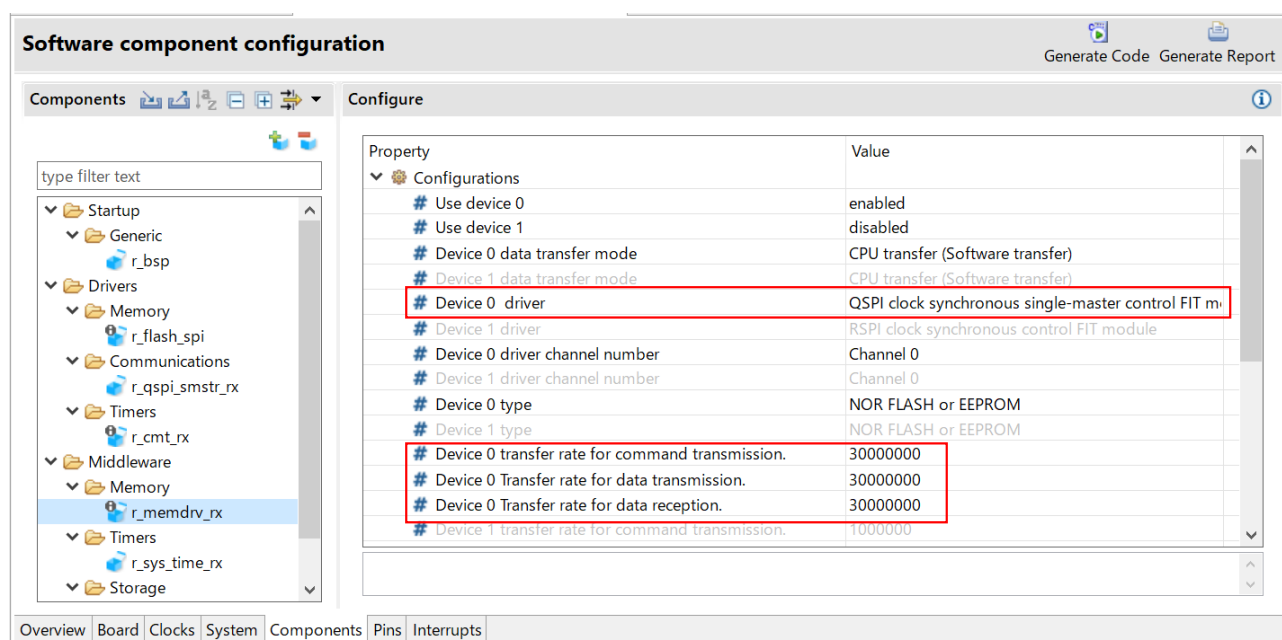 Software component configuration
Generate Code Generate Report
Components
Configure
type filter text
Startup
Generic
r_bsp
Drivers
Memory
r_flash_spi
Communications
r_qspi_smstr_rx
Timers
r_cmt_rx
Middleware
Memory
r_memdrv_rx
Timers
r_sys_time_rx
Storage
Property Value
Configurations
# Use device 0 enabled
# Use device 1 disabled
# Device 0 data transfer mode CPU transfer (Software transfer)
# Device 1 data transfer mode CPU transfer (Software transfer)
# Device 0  driver QSPI clock synchronous single-master control FIT m
# Device 1 driver RSPI clock synchronous control FIT module
# Device 0 driver channel number Channel 0
# Device 1 driver channel number Channel 0
# Device 0 type NOR FLASH or EEPROM
# Device 1 type NOR FLASH or EEPROM
# Device 0 transfer rate for command transmission. 30000000
# Device 0 Transfer rate for data transmission. 30000000
# Device 0 Transfer rate for data reception. 30000000
# Device 1 transfer rate for command transmission. 1000000
Overview Board Clocks System Components Pins Interrupts